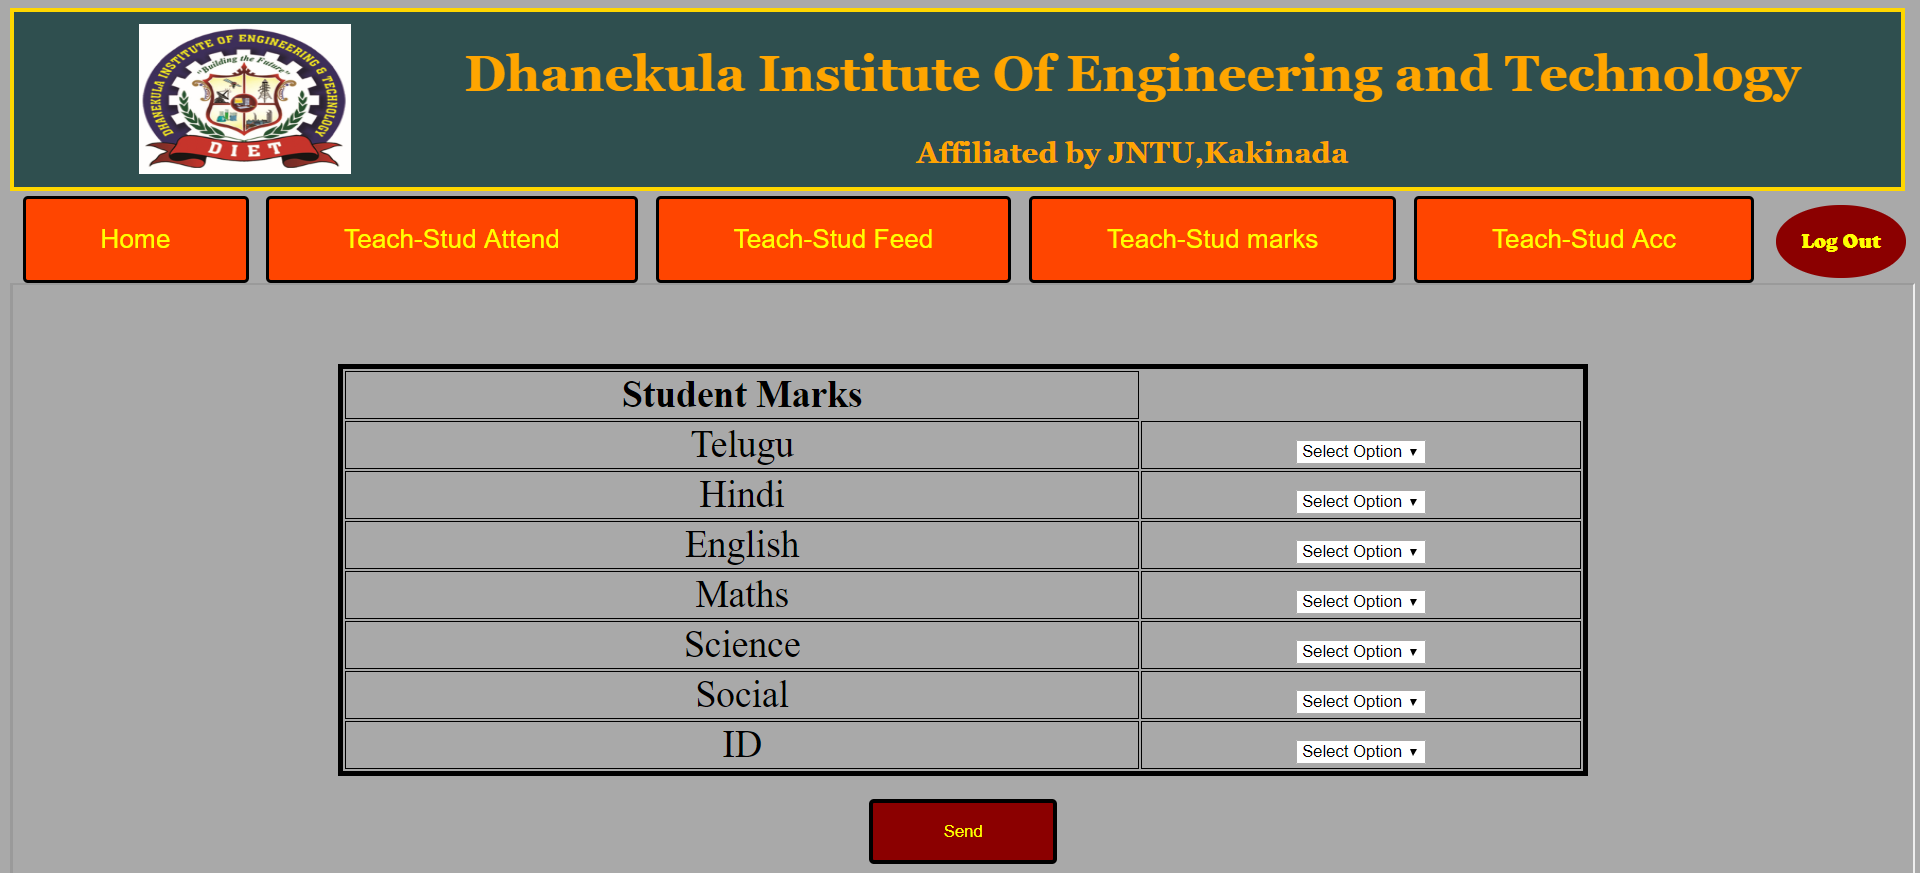 DHANEKULA INSTITUTE OF ENGINEERING & TECHNOLOGY
"Building the Future"
DIET
Dhanekula Institute Of Engineering and Technology
Affiliated by JNTU,Kakinada
Home
Teach-Stud Attend
Teach-Stud Feed
Teach-Stud marks
Teach-Stud Acc
Log Out
Student Marks
Telugu Select Option
Hindi Select Option
English Select Option
Maths Select Option
Science Select Option
Social Select Option
ID Select Option
Send